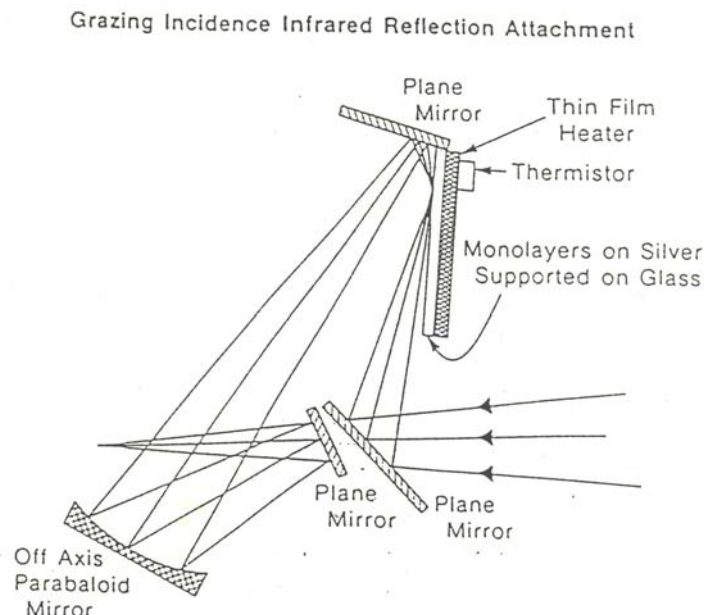 Grazing Incidence Infrared Reflection Attachment
Plane
Mirror
Thin Film
Heater
Thermistor
Monolayers on Silver
Supported on Glass
Plane
Mirror
Plane
Mirror
Off Axis
Parabaloid
Mirror